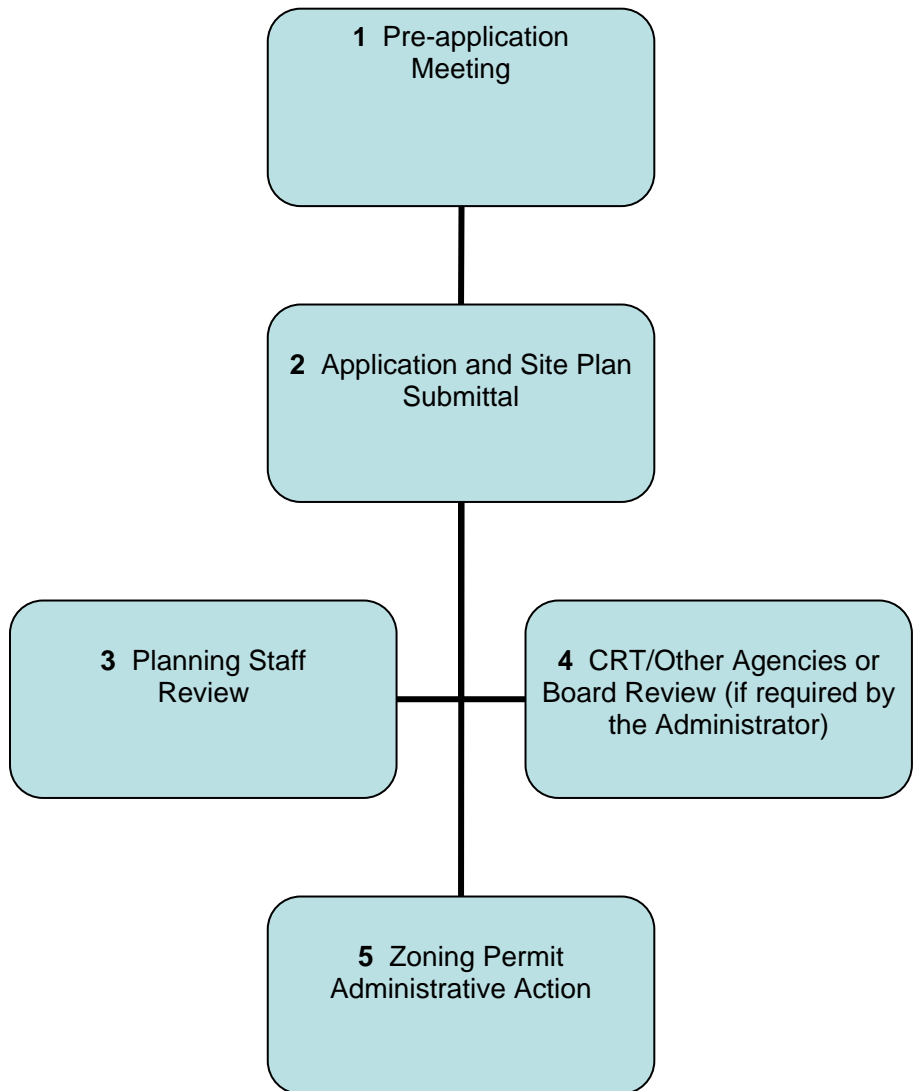 1 Pre-application
Meeting
2 Application and Site Plan
Submittal
3 Planning Staff
Review
4 CRT/Other Agencies or
Board Review (if required by
the Administrator)
5 Zoning Permit
Administrative Action